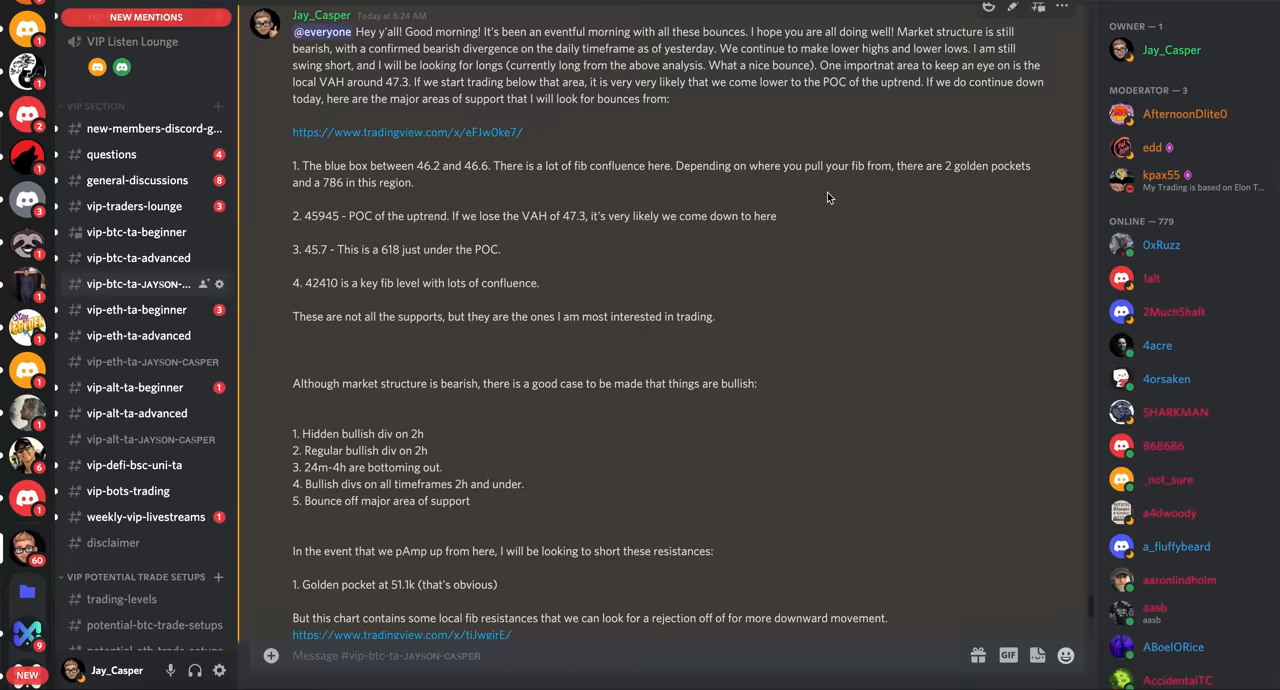 NEW MENTIONS
VIP Listen Lounge
VIP SECTION
new-members-discord-g...
questions
4
general-discussions
8
vip-traders-lounge
vip-btc-ta-beginner
vip-btc-ta-advanced
vip-btc-ta-JAYSON-...
vip-eth-ta-beginner
3
vip-eth-ta-advanced
vip-eth-ta-JAYSON-CASPER
vip-alt-ta-beginner
1
vip-alt-ta-advanced
vip-alt-ta-JAYSON-CASPER
vip-defi-bsc-uni-ta
vip-bots-trading
weekly-vip-livestreams
1
disclaimer
VIP POTENTIAL TRADE SETUPS
trading-levels
potential-btc-trade-setups
1
1
2
1
3
1
1
1
1
1
6
1
60
9
NEW
Jay_Casper
Jay_Casper Today at 8:24 AM
@everyone Hey y'all! Good morning! It's been an eventful morning with all these bounces. I hope you are all doing well! Market structure is still
bearish, with a confirmed bearish divergence on the daily timeframe as of yesterday. We continue to make lower highs and lower lows. I am still
swing short, and I will be looking for longs (currently long from the above analysis. What a nice bounce). One importnat area to keep an eye on is the
local VAH around 47.3. If we start trading below that area, it is very very likely that we come lower to the POC of the uptrend. If we do continue down
today, here are the major areas of support that I will look for bounces from:
https://www.tradingview.com/x/eFJw0ke7/
1. The blue box between 46.2 and 46.6. There is a lot of fib confluence here. Depending on where you pull your fib from, there are 2 golden pockets
and a 786 in this region.
2. 45945 - POC of the uptrend. If we lose the VAH of 47.3, it's very likely we come down to here
3. 45.7 - This is a 618 just under the POC.
4. 42410 is a key fib level with lots of confluence.
These are not all the supports, but they are the ones I am most interested in trading.
Although market structure is bearish, there is a good case to be made that things are bullish:
1. Hidden bullish div on 2h
2. Regular bullish div on 2h
3. 24m-4h are bottoming out.
4. Bullish divs on all timeframes 2h and under.
5. Bounce off major area of support
In the event that we pAmp up from here, I will be looking to short these resistances:
1. Golden pocket at 51.1k (that's obvious)
But this chart contains some local fib resistances that we can look for a rejection off of for more downward movement.
Message #vip-btc-ta-JAYSON-CASPER
GIF
OWNER — 1
Jay_Casper
MODERATOR — 3
AfternoonDlite0
edd
kpax55
My Trading is based on Elon T...
ONLINE — 779
0xRuzz
1alt
2MuchShaft
4acre
4orsaken
5HARKMAN
868686
_not_sure
a4dwoody
a_fluffybeard
aaronlindholm
aasb
aasb
ABoelORice
AccidentalTC